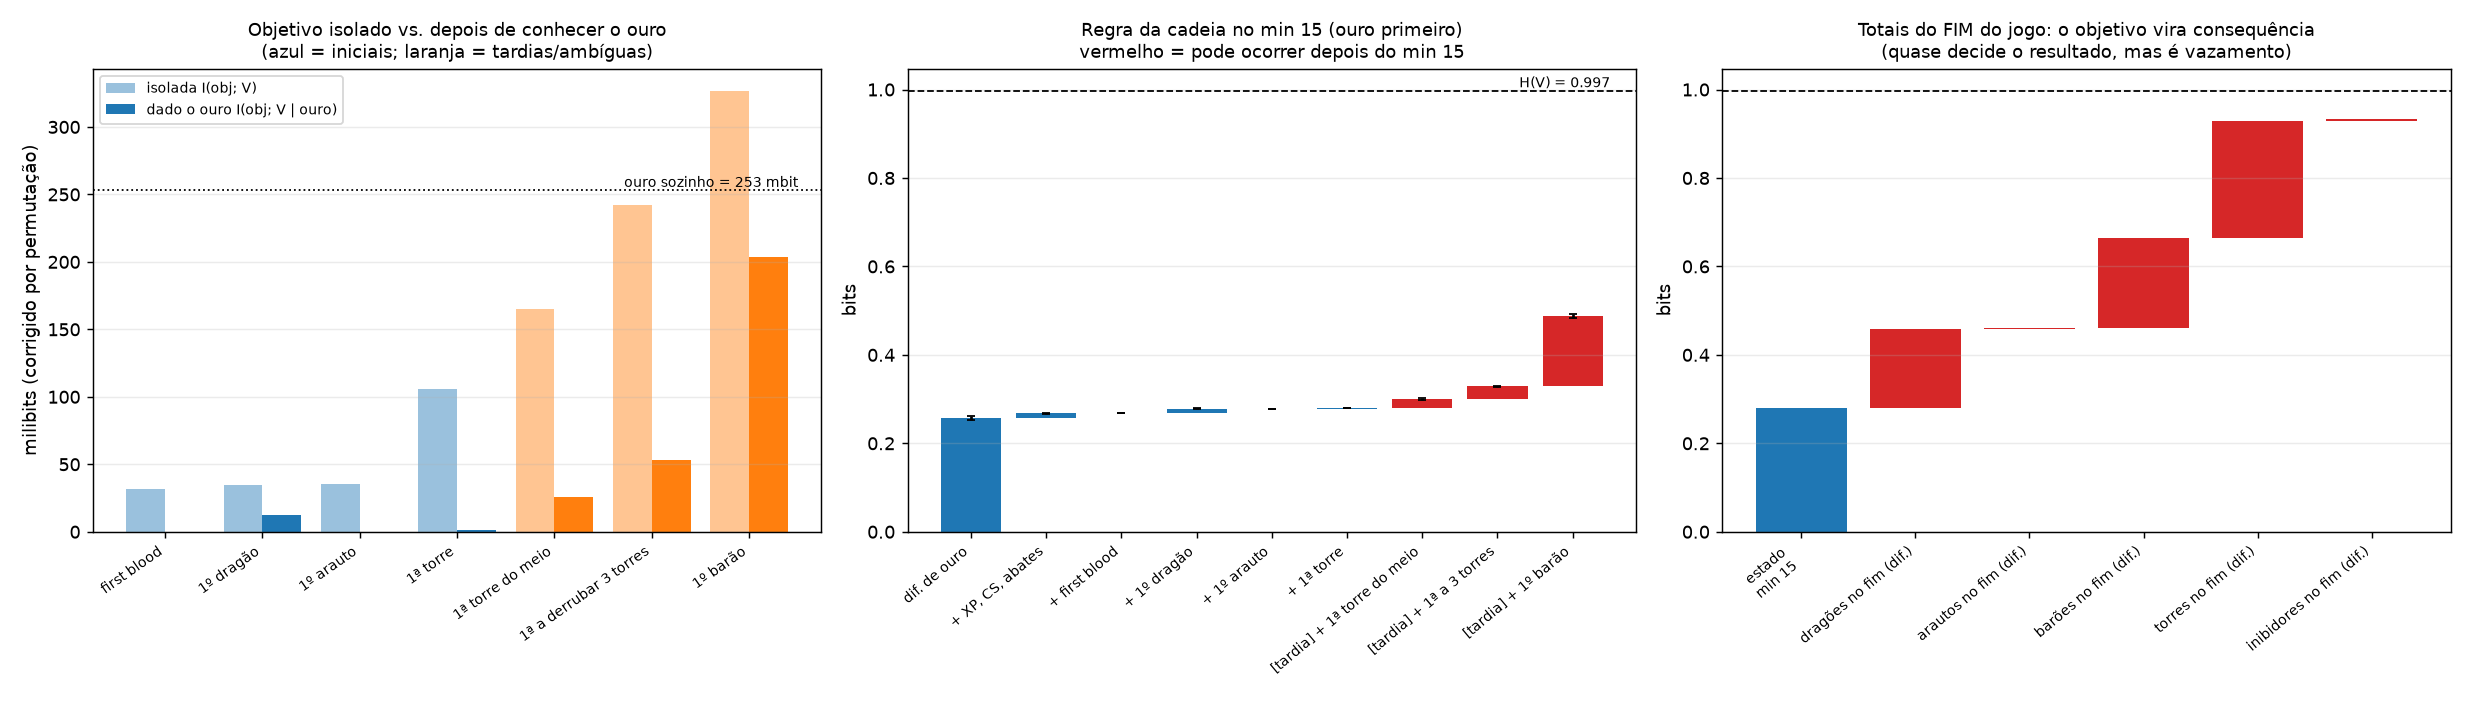 Objetivo isolado vs. depois de conhecer o ouro
(azul = iniciais; laranja = tardias/ambíguas)
isolada I(obj; V)
dado o ouro I(obj; V | ouro)
ouro sozinho = 253 mbit
milibits (corrigido por permutação)
300
250
200
150
100
50
0
first blood
1º dragão
1º arauto
1ª torre
1ª torre do meio
1ª a derrubar 3 torres
1º barão
Regra da cadeia no min 15 (ouro primeiro)
vermelho = pode ocorrer depois do min 15
H(V) = 0.997
bits
1.0
0.8
0.6
0.4
0.2
0.0
dif. de ouro
+ XP, CS, abates
+ first blood
+ 1º dragão
+ 1º arauto
+ 1ª torre
[tardia] + 1ª torre do meio
[tardia] + 1ª a 3 torres
[tardia] + 1º barão
Totais do FIM do jogo: o objetivo vira consequência
(quase decide o resultado, mas é vazamento)
bits
1.0
0.8
0.6
0.4
0.2
0.0
estado
min 15
dragões no fim (dif.)
arautos no fim (dif.)
barões no fim (dif.)
torres no fim (dif.)
inibidores no fim (dif.)